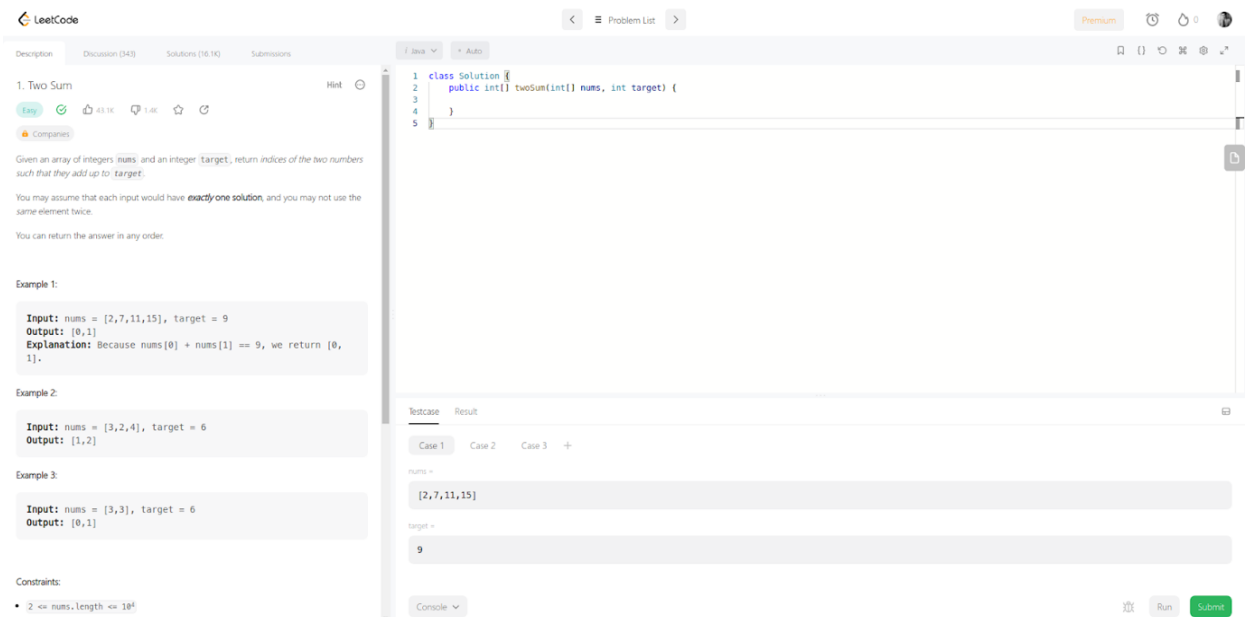 LeetCode
Problem List
Premium
0
Description
Discussion (343)
Solutions (16.1K)
Submissions
1. Two Sum
Hint
Easy
43.1K
1.4K
Companies
Given an array of integers nums and an integer target, return indices of the two numbers
such that they add up to target.
You may assume that each input would have exactly one solution, and you may not use the
same element twice.
You can return the answer in any order.
Example 1:
Input: nums = [2,7,11,15], target = 9
Output: [0,1]
Explanation: Because nums[0] + nums[1] == 9, we return [0,
1].
Example 2:
Input: nums = [3,2,4], target = 6
Output: [1,2]
Example 3:
Input: nums = [3,3], target = 6
Output: [0,1]
Constraints:
• 2 <= nums.length <= 10⁴
i Java
• Auto
1 class Solution {
2 public int[] twoSum(int[] nums, int target) {
3
4 }
5 }
Testcase
Result
Case 1
Case 2
Case 3
+
nums =
[2,7,11,15]
target =
9
Console
Run
Submit